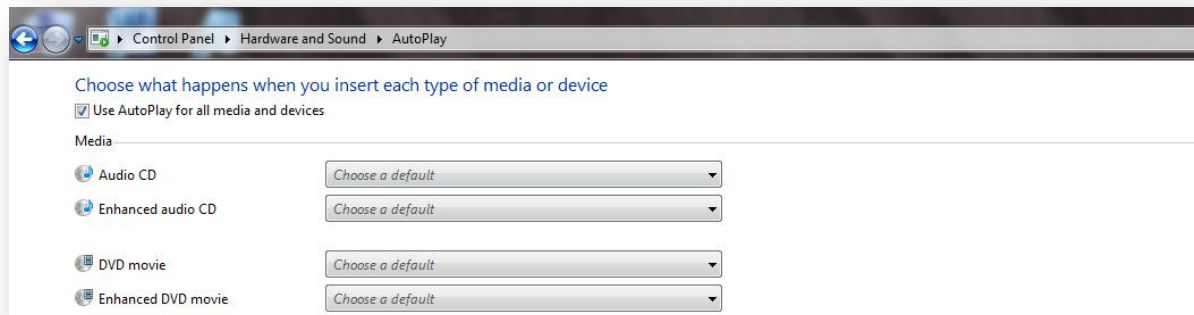 Control Panel ▸ Hardware and Sound ▸ AutoPlay
Choose what happens when you insert each type of media or device
Use AutoPlay for all media and devices
Media
Audio CD Choose a default
Enhanced audio CD Choose a default
DVD movie Choose a default
Enhanced DVD movie Choose a default